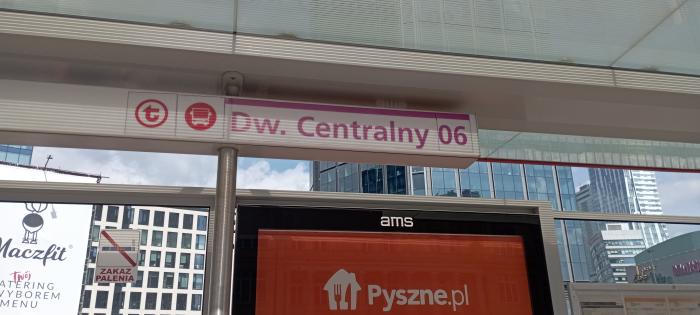 t
Dw. Centralny 06
ams
Pyszne.pl
Maczfit
Twój
CATERING
WYBOREM
MENU
ZAKAZ
PALENIA